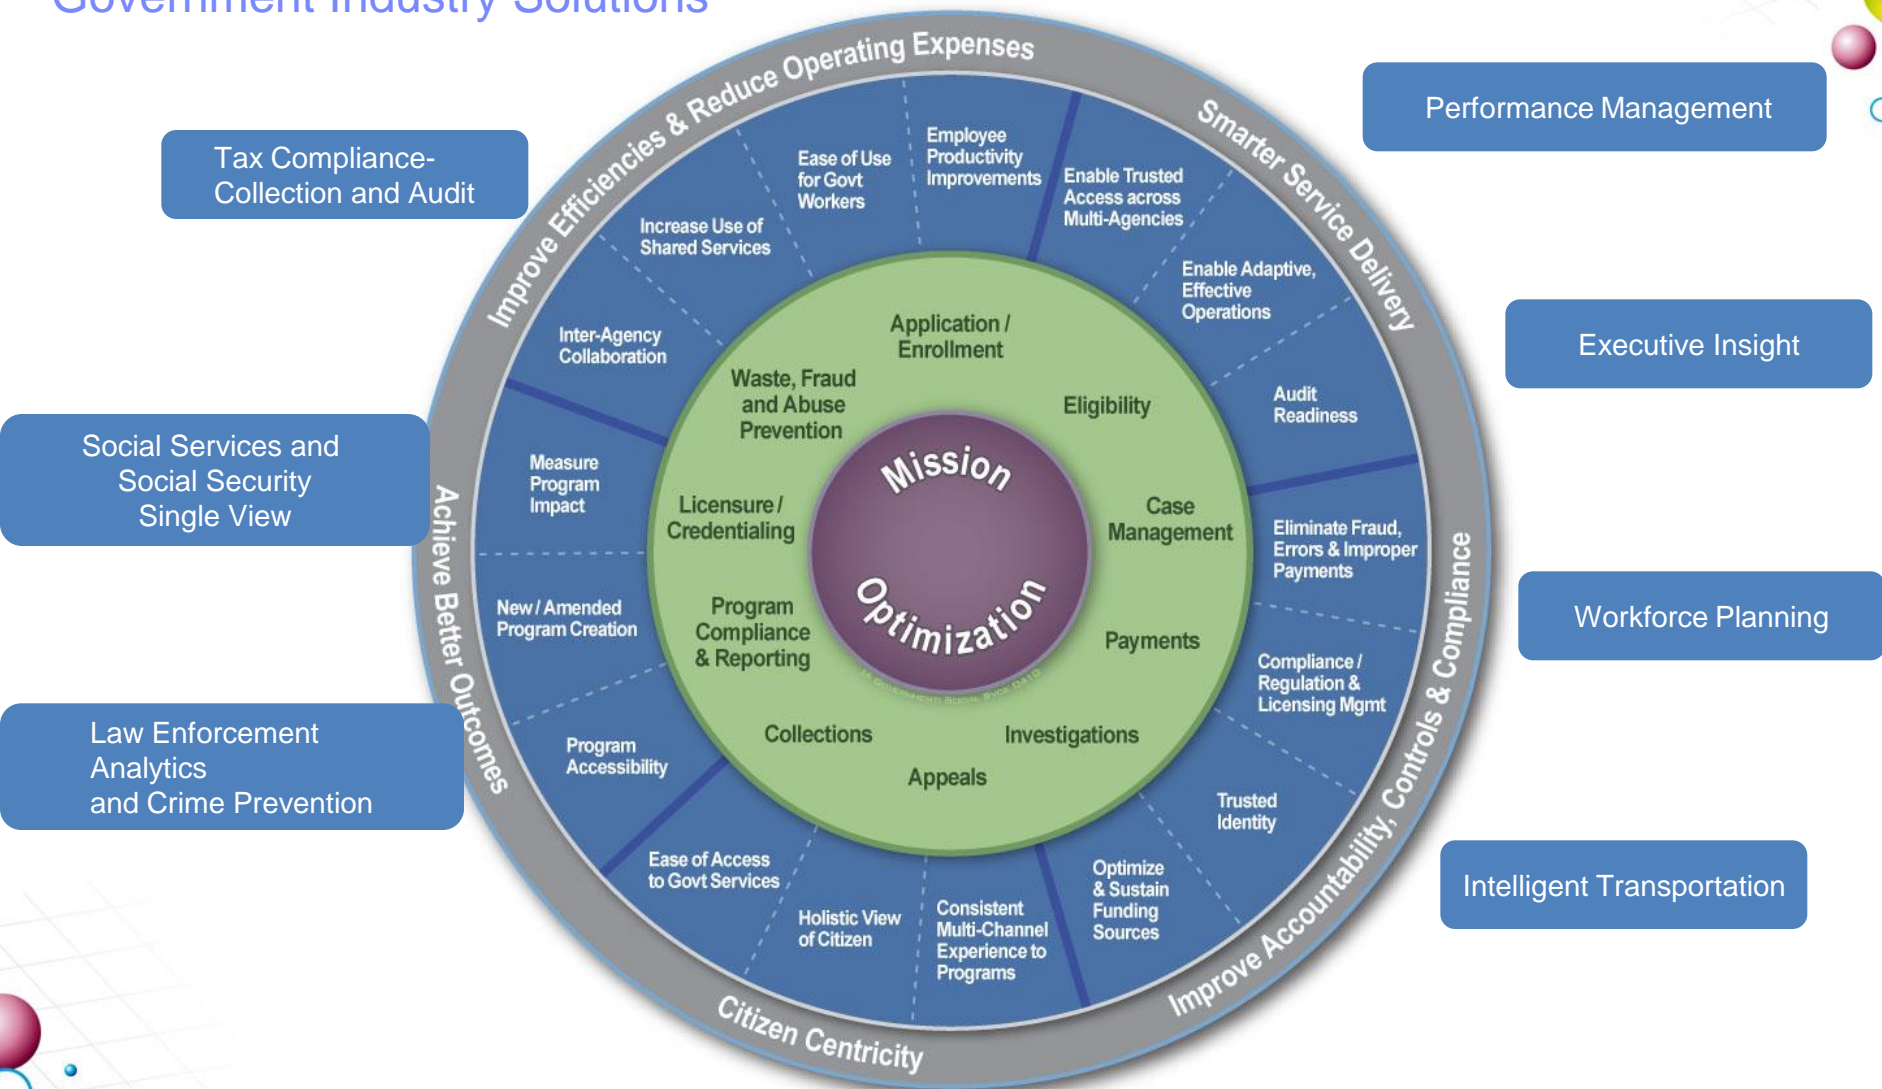 Government Industry Solutions
Improve Efficiencies & Reduce Operating Expenses
Smarter Service Delivery
Improve Accountability, Controls & Compliance
Citizen Centricity
Achieve Better Outcomes
Tax Compliance-
Collection and Audit
Social Services and
Social Security
Single View
Law Enforcement
Analytics
and Crime Prevention
Performance Management
Executive Insight
Workforce Planning
Intelligent Transportation
Inter-Agency
Collaboration
Increase Use of
Shared Services
Ease of Use
for Govt
Workers
Employee
Productivity
Improvements
Enable Trusted
Access across
Multi-Agencies
Enable Adaptive,
Effective
Operations
Audit
Readiness
Eliminate Fraud,
Errors & Improper
Payments
Compliance /
Regulation &
Licensing Mgmt
Trusted
Identity
Optimize
& Sustain
Funding
Sources
Consistent
Multi-Channel
Experience to
Programs
Holistic View
of Citizen
Ease of Access
to Govt Services
Program
Accessibility
New / Amended
Program Creation
Measure
Program
Impact
Application /
Enrollment
Eligibility
Case
Management
Payments
Investigations
Appeals
Collections
Program
Compliance
& Reporting
Licensure /
Credentialing
Waste, Fraud
and Abuse
Prevention
Mission
Optimization
Government: Social Svcs 0410